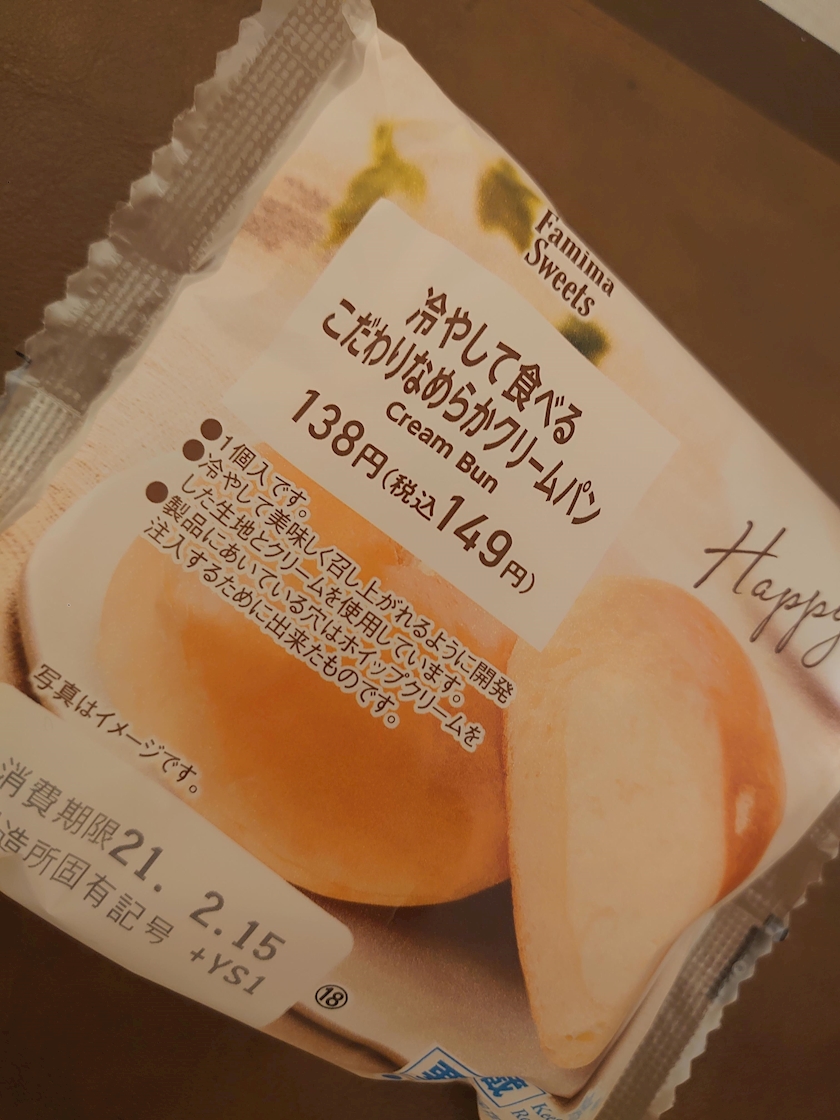 Famima
Sweets
冷やして食べる
こだわりなめらかクリームパン
Cream Bun
138円(税込149円)
●1個入です。
●冷やして美味しく召し上がれるように開発
した生地とクリームを使用しています。
●製品にあいている穴はホイップクリームを
注入するために出来たものです。
Happy
写真はイメージです。
消費期限21. 2.15
造所固有記号 +YS1
⑱